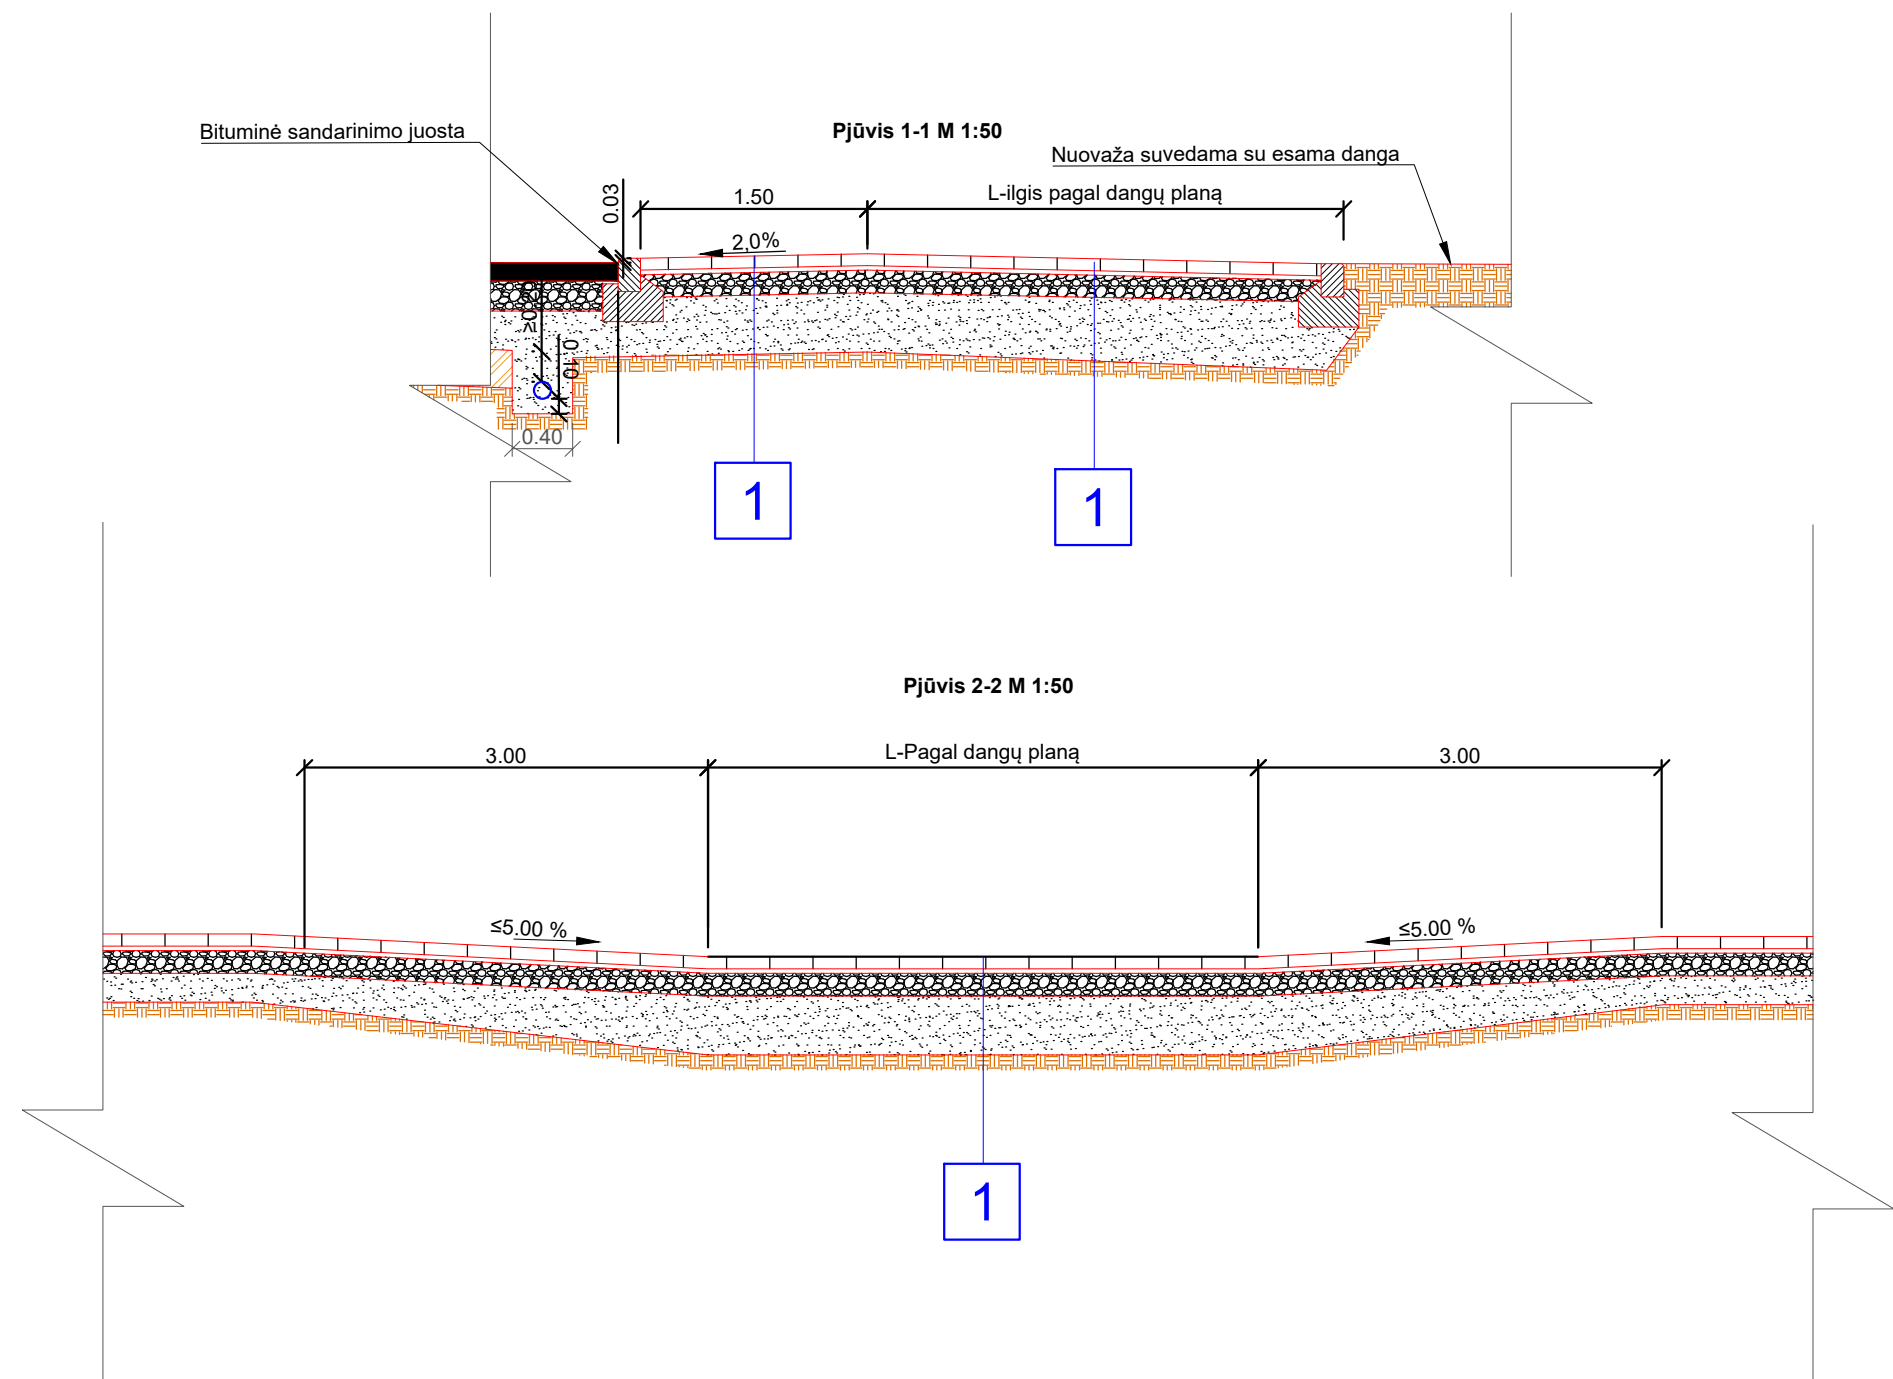 Pjūvis 1-1 M 1:50
Bituminė sandarinimo juosta
Nuovaža suvedama su esama danga
0.03
1.50
L-ilgis pagal dangų planą
2,0%
0.10
0.40
1
1
Pjūvis 2-2 M 1:50
3.00
L-Pagal dangų planą
3.00
≤5.00 %
≤5.00 %
1